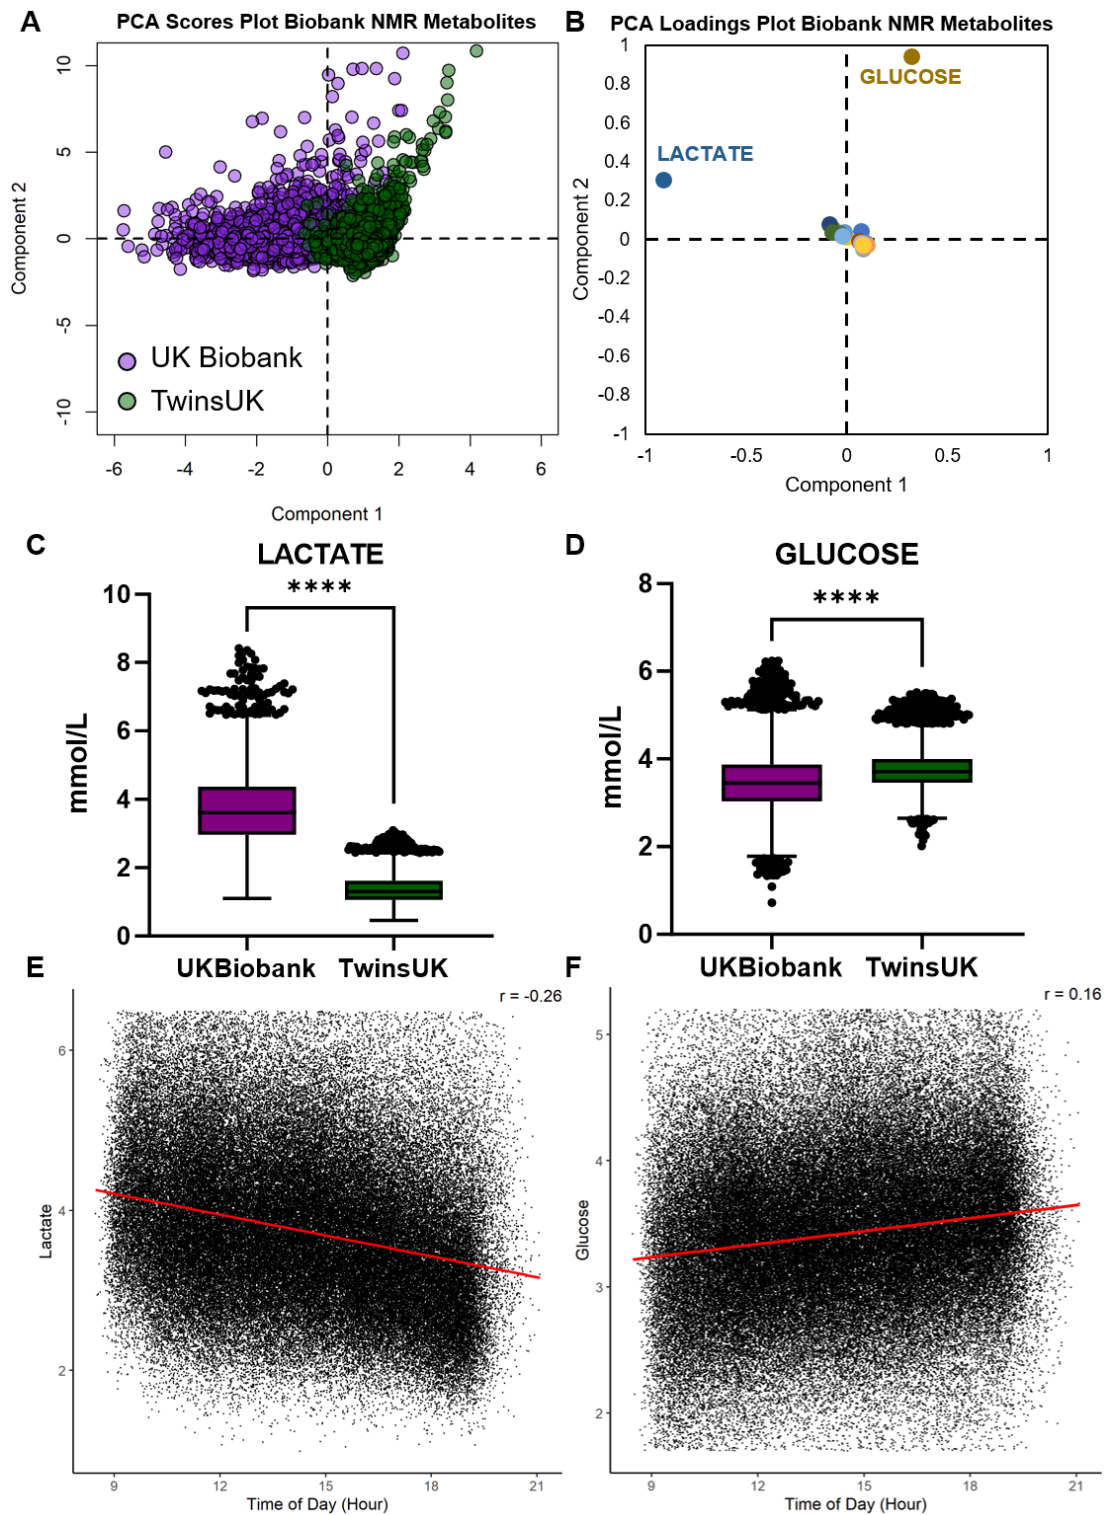 A
PCA Scores Plot Biobank NMR Metabolites
10
5
0
-5
-10
Component 2
UK Biobank
TwinsUK
-6 -4 -2 0 2 4 6
Component 1
B
PCA Loadings Plot Biobank NMR Metabolites
1
0.8
0.6
0.4
0.2
0
-0.2
-0.4
-0.6
-0.8
-1
Component 2
GLUCOSE
LACTATE
-1 -0.5 0 0.5 1
Component 1
C
LACTATE
****
10
8
6
4
2
0
mmol/L
UKBiobank TwinsUK
D
GLUCOSE
****
8
6
4
2
0
mmol/L
UKBiobank TwinsUK
E
r = -0.26
6
4
2
Lactate
9 12 15 18 21
Time of Day (Hour)
F
r = 0.16
5
4
3
2
Glucose
9 12 15 18 21
Time of Day (Hour)